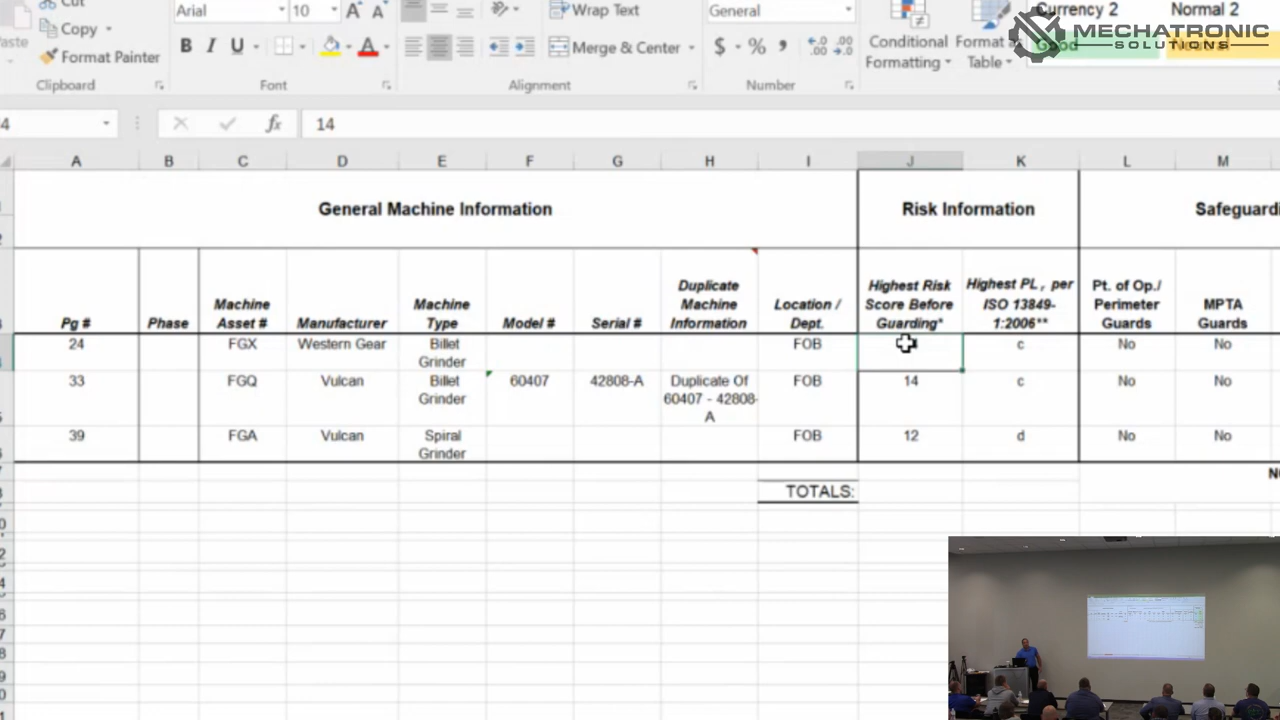 Cut
Copy
Format Painter
Clipboard
Arial
10
A A
B I U A
Font
Wrap Text
Merge & Center
Alignment
General
$ % ,
Number
Conditional
Formatting
Format as
Table
Currency 2
Normal 2
Good
MECHATRONIC
SOLUTIONS
fx
14
A B C D E F G H I J K L M
General Machine Information
Risk Information
Pg #
Phase
Machine
Asset #
Manufacturer
Machine
Type
Model #
Serial #
Duplicate
Machine
Information
Location /
Dept.
Highest Risk
Score Before
Guarding*
Highest PL, per
ISO 13849-
1:2006**
Pt. of Op./
Perimeter
Guards
MPTA
Guards
24 FGX Western Gear Billet FOB c No No
Grinder
33 FGQ Vulcan Billet 60407 42808-A Duplicate Of FOB 14 c No No
Grinder 60407 - 42808-
A
39 FGA Vulcan Spiral FOB 12 d No No
Grinder
TOTALS: